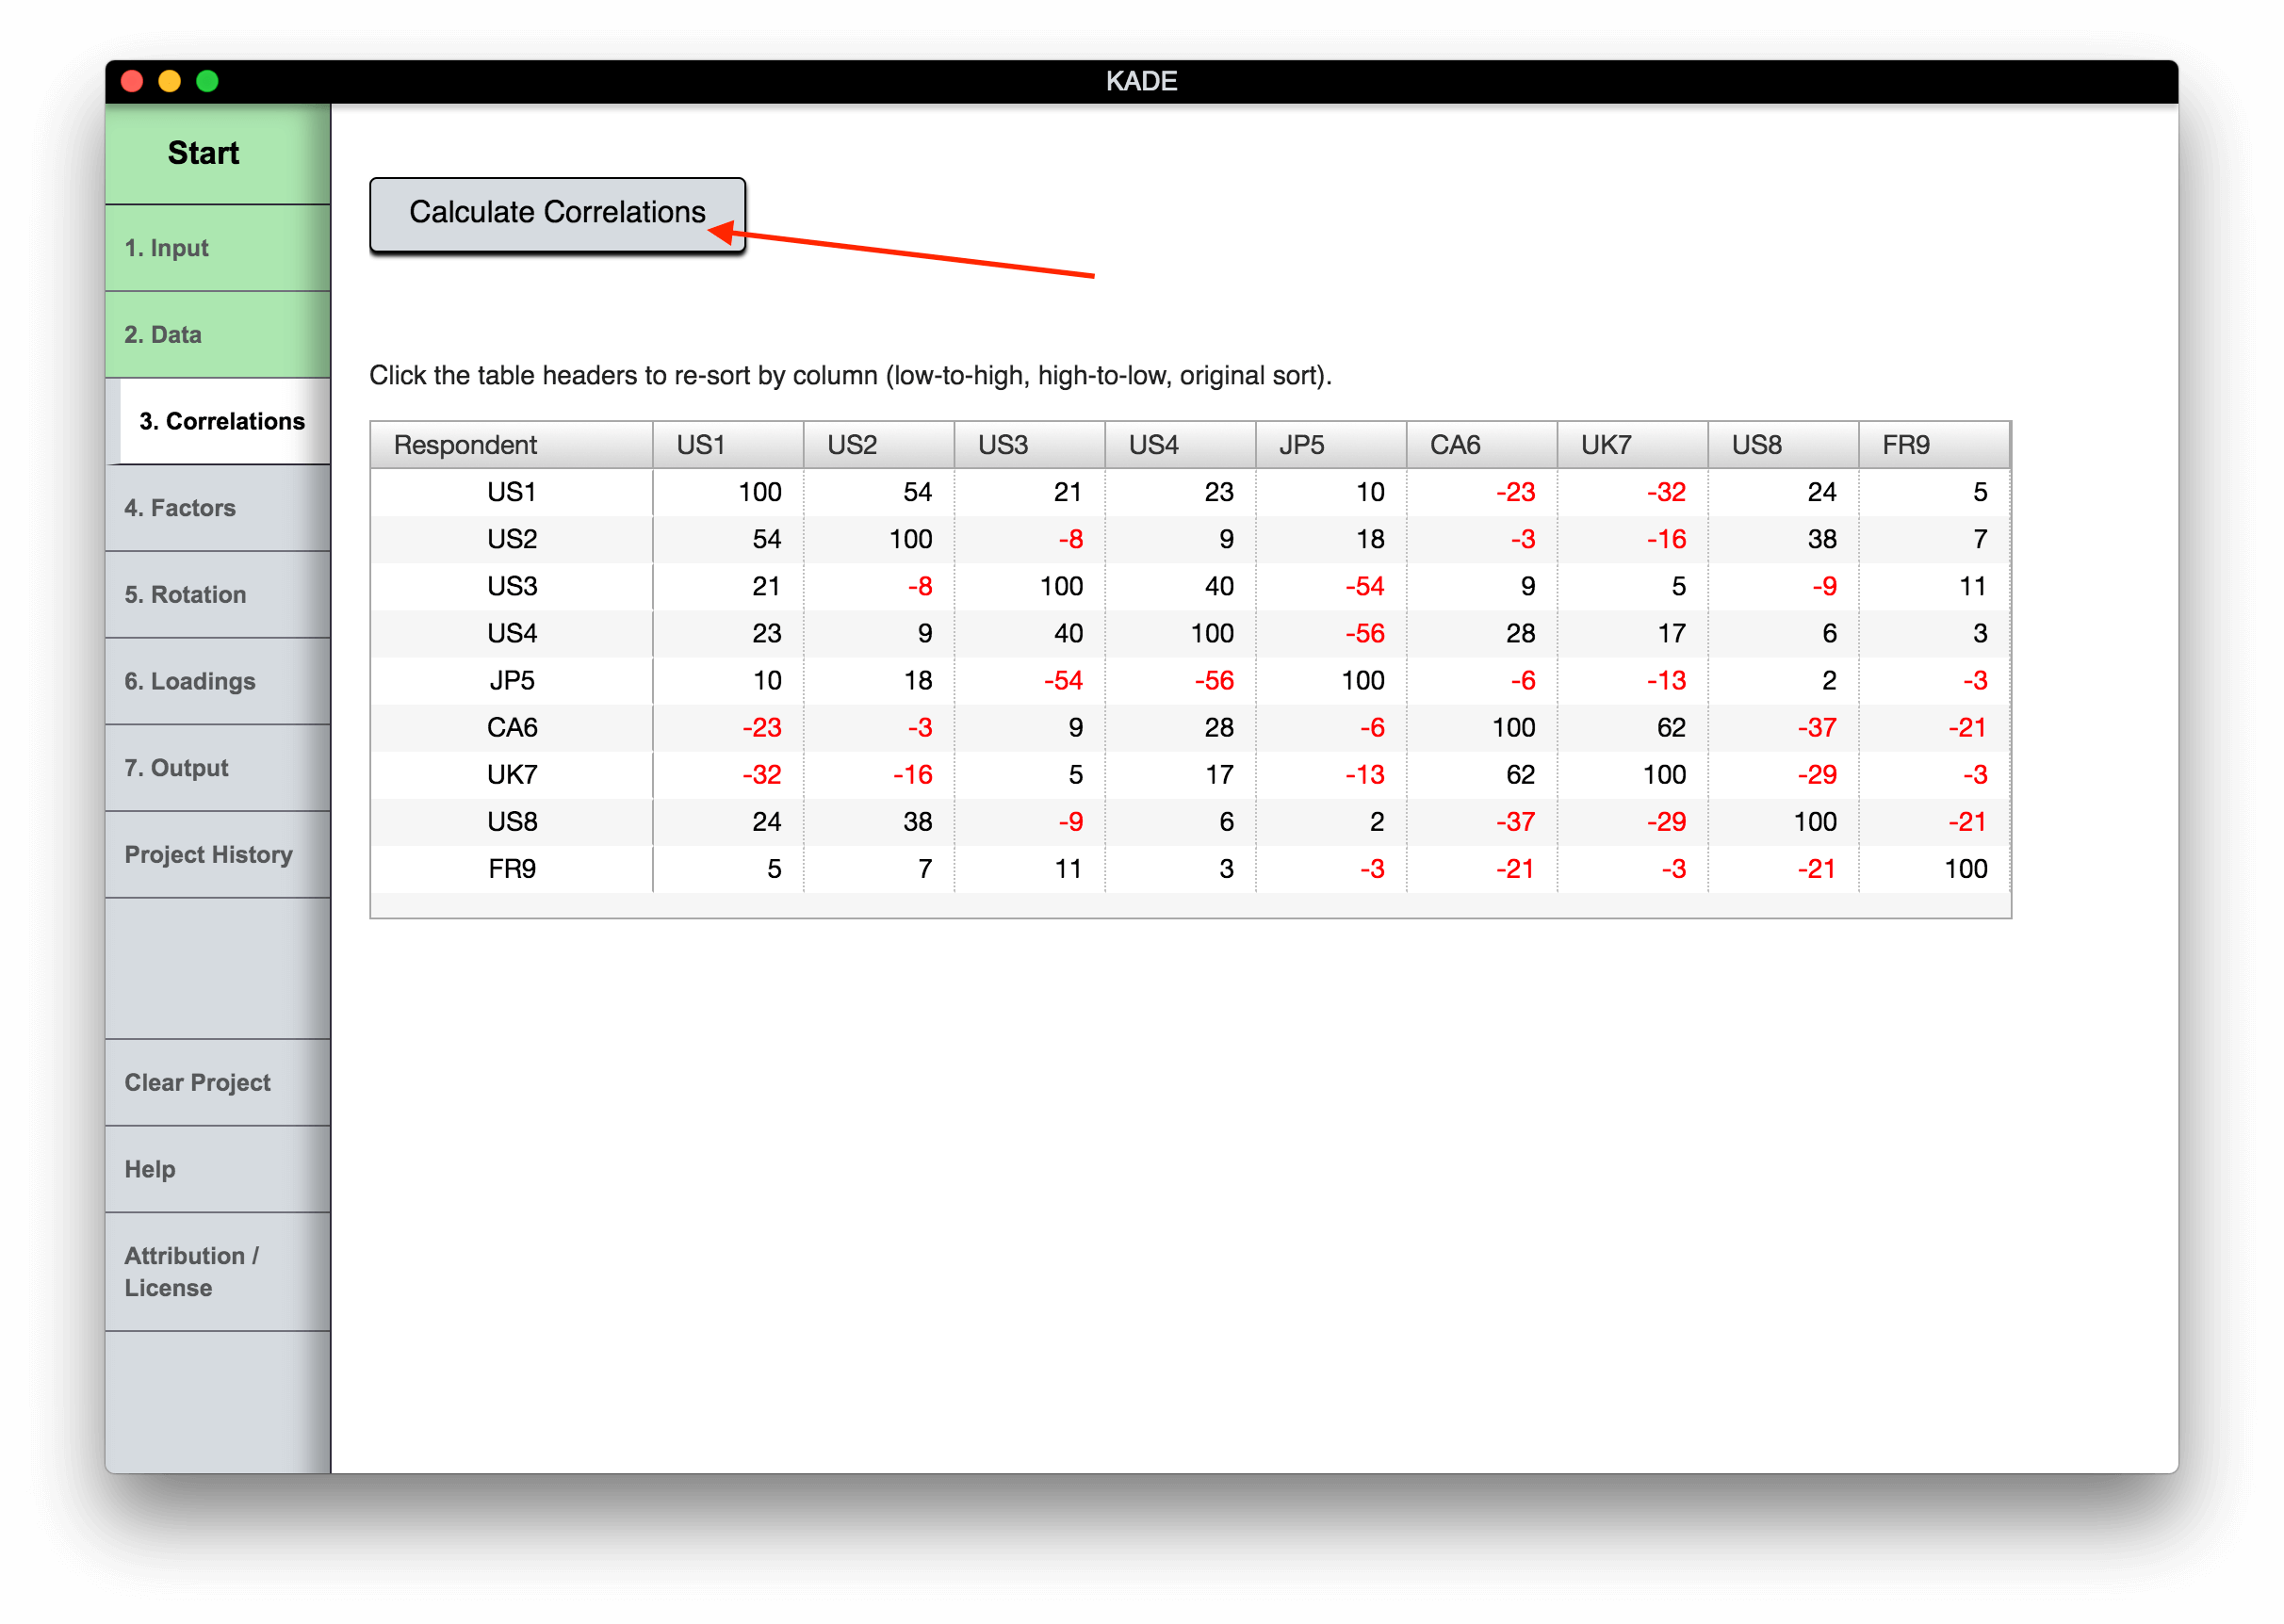 KADE
Start
1. Input
2. Data
3. Correlations
4. Factors
5. Rotation
6. Loadings
7. Output
Project History
Clear Project
Help
Attribution /
License
Calculate Correlations
Click the table headers to re-sort by column (low-to-high, high-to-low, original sort).
Respondent US1 US2 US3 US4 JP5 CA6 UK7 US8 FR9
US1 100 54 21 23 10 -23 -32 24 5
US2 54 100 -8 9 18 -3 -16 38 7
US3 21 -8 100 40 -54 9 5 -9 11
US4 23 9 40 100 -56 28 17 6 3
JP5 10 18 -54 -56 100 -6 -13 2 -3
CA6 -23 -3 9 28 -6 100 62 -37 -21
UK7 -32 -16 5 17 -13 62 100 -29 -3
US8 24 38 -9 6 2 -37 -29 100 -21
FR9 5 7 11 3 -3 -21 -3 -21 100